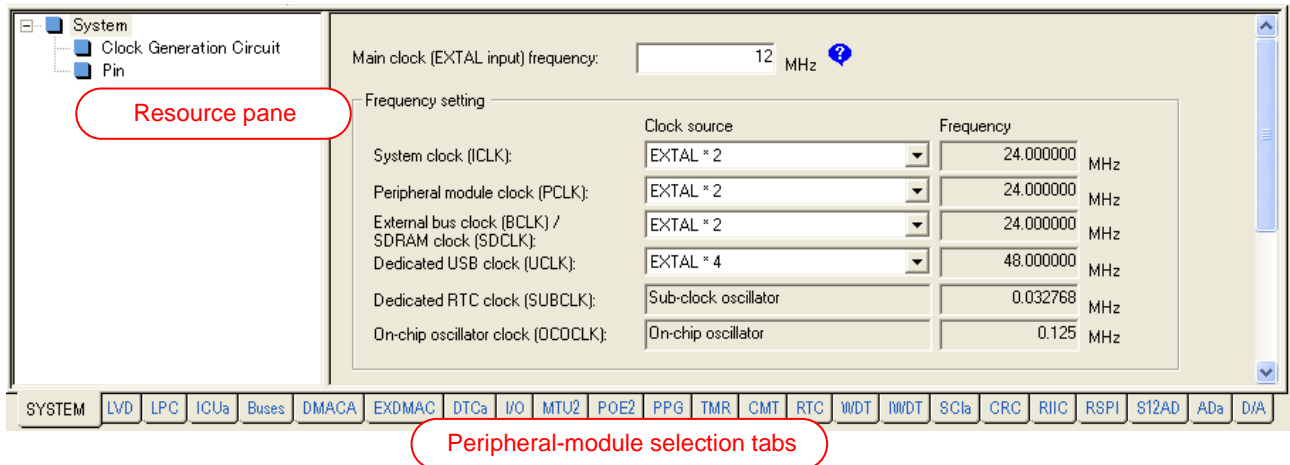 System
Clock Generation Circuit
Pin
Resource pane
Main clock (EXTAL input) frequency: 12 MHz ?
Frequency setting
Clock source Frequency
System clock (ICLK): EXTAL * 2 24.000000 MHz
Peripheral module clock (PCLK): EXTAL * 2 24.000000 MHz
External bus clock (BCLK) /
SDRAM clock (SDCLK): EXTAL * 2 24.000000 MHz
Dedicated USB clock (UCLK): EXTAL * 4 48.000000 MHz
Dedicated RTC clock (SUBCLK): Sub-clock oscillator 0.032768 MHz
On-chip oscillator clock (OCOCLK): On-chip oscillator 0.125 MHz
SYSTEM LVD LPC ICUa Buses DMACA EXDMAC DTCa I/O MTU2 POE2 PPG TMR CMT RTC WDT IWDT SCIa CRC RIIC RSPI S12AD ADa D/A
Peripheral-module selection tabs